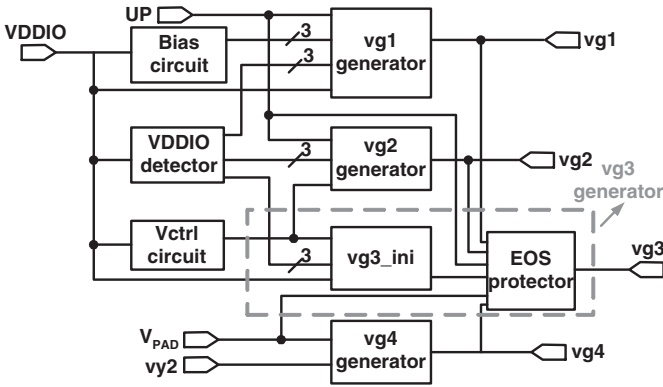 UP
VDDIO
Bias
circuit
3
3
vg1
generator
vg1
VDDIO
detector
3
vg2
generator
vg2
vg3
generator
Vctrl
circuit
3
vg3_ini
EOS
protector
vg3
VPAD
vy2
vg4
generator
vg4